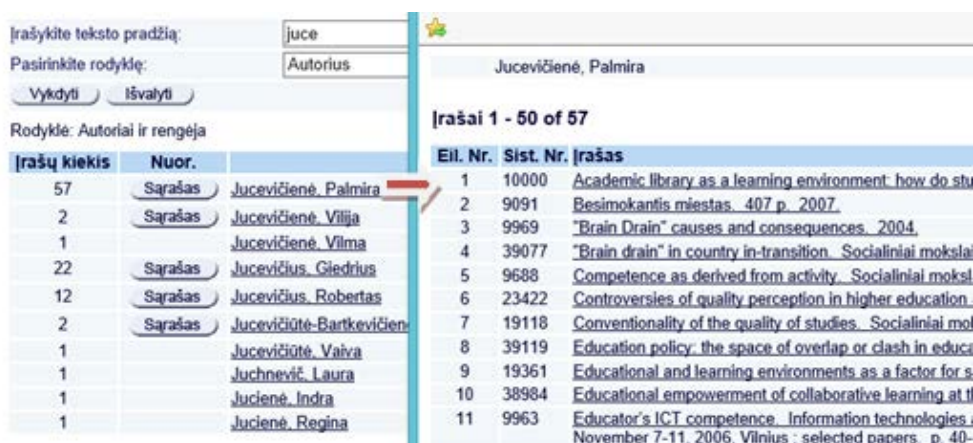 Įrašykite teksto pradžią: juce
Pasirinkite rodyklę: Autorius
Vykdyti Išvalyti
Rodyklė: Autoriai ir rengėja
Įrašų kiekis Nuor.
57 Sąrašas Jucevičienė, Palmira
2 Sąrašas Jucevičienė, Vilija
1 Jucevičienė, Vilma
22 Sąrašas Jucevičius, Giedrius
12 Sąrašas Jucevičius, Robertas
2 Sąrašas Jucevičiūtė-Bartkevičien
1 Jucevičiūtė, Vaiva
1 Juchnevič, Laura
1 Jucienė, Indra
1 Jucienė, Regina
Jucevičienė, Palmira
Įrašai 1 - 50 of 57
Eil. Nr. Sist. Nr. Įrašas
1 10000 Academic library as a learning environment: how do stu
2 9091 Besimokantis miestas. 407 p. 2007.
3 9969 "Brain Drain" causes and consequences. 2004.
4 39077 "Brain drain" in country in-transition. Socialiniai mokslai
5 9688 Competence as derived from activity. Socialiniai moksl
6 23422 Controversies of quality perception in higher education
7 19118 Conventionality of the quality of studies. Socialiniai mol
8 39119 Education policy: the space of overlap or clash in educa
9 19361 Educational and learning environments as a factor for s
10 38984 Educational empowerment of collaborative learning at t
11 9963 Educator's ICT competence. Information technologies
November 7-11, 2006, Vilnius : selected papers. p. 40-